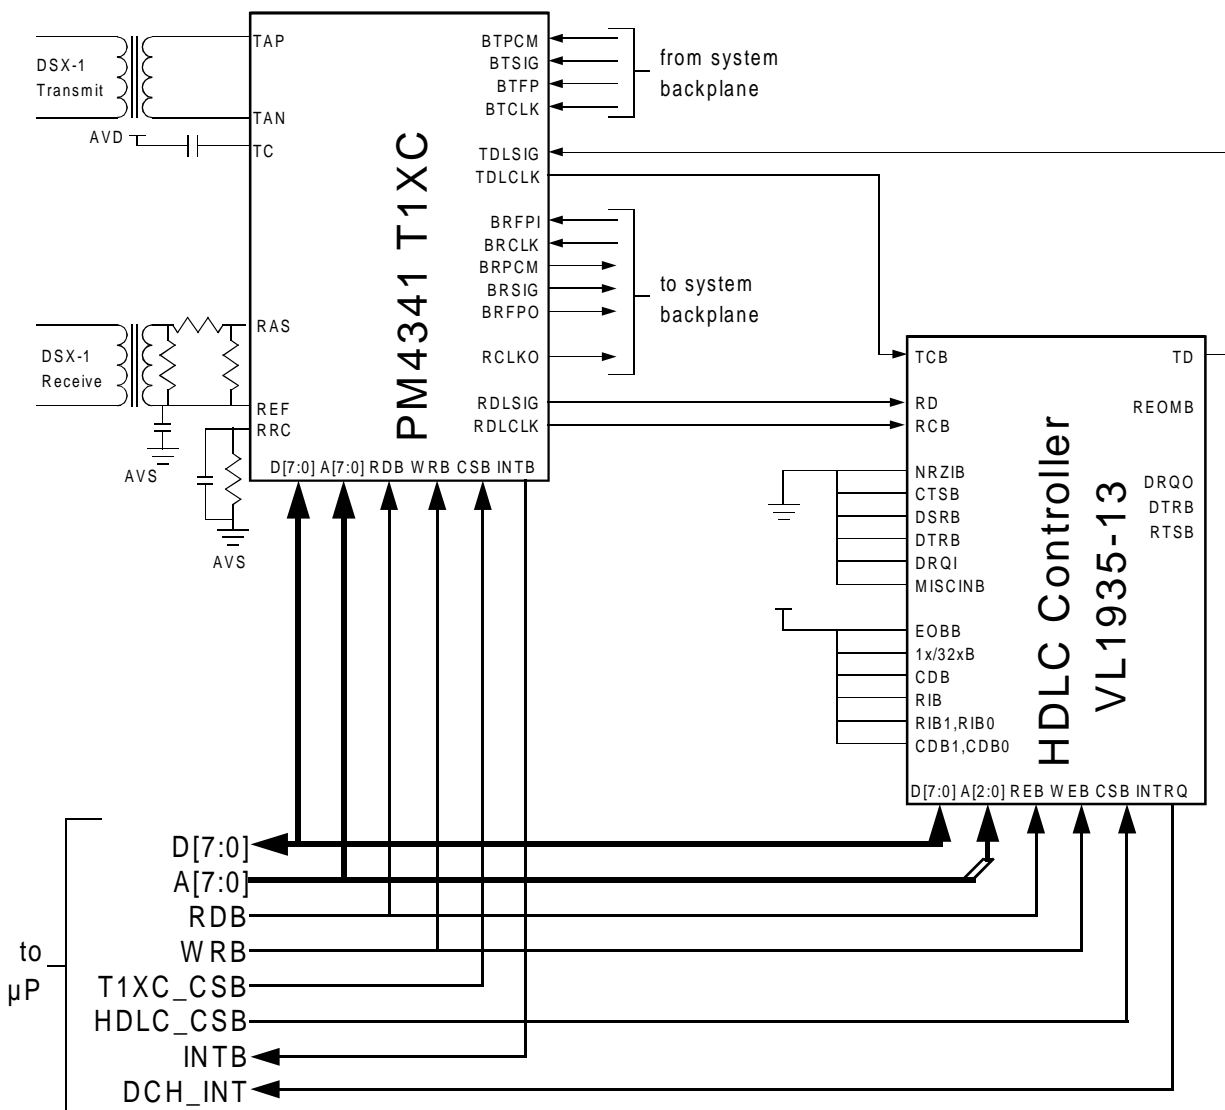 DSX-1
Transmit
AVD
TAP
TAN
TC
DSX-1
Receive
AVS
AVS
RAS
REF
RRC
PM4341 T1XC
BTPCM
BTSIG
BTFP
BTCLK
TDLSIG
TDLCLK
BRFPI
BRCLK
BRPCM
BRSIG
BRFPO
RCLKO
RDLSIG
RDLCLK
D[7:0] A[7:0] RDB WRB CSB INTB
from system
backplane
to system
backplane
TCB
RD
RCB
NRZIB
CTSB
DSRB
DTRB
DRQI
MISCINB
EOBB
1x/32xB
CDB
RIB
RIB1,RIB0
CDB1,CDB0
HDLC Controller
VL1935-13
TD
REOMB
DRQO
DTRB
RTSB
D[7:0] A[2:0] REB WEB CSB INTRQ
to
µP
D[7:0]
A[7:0]
RDB
WRB
T1XC_CSB
HDLC_CSB
INTB
DCH_INT